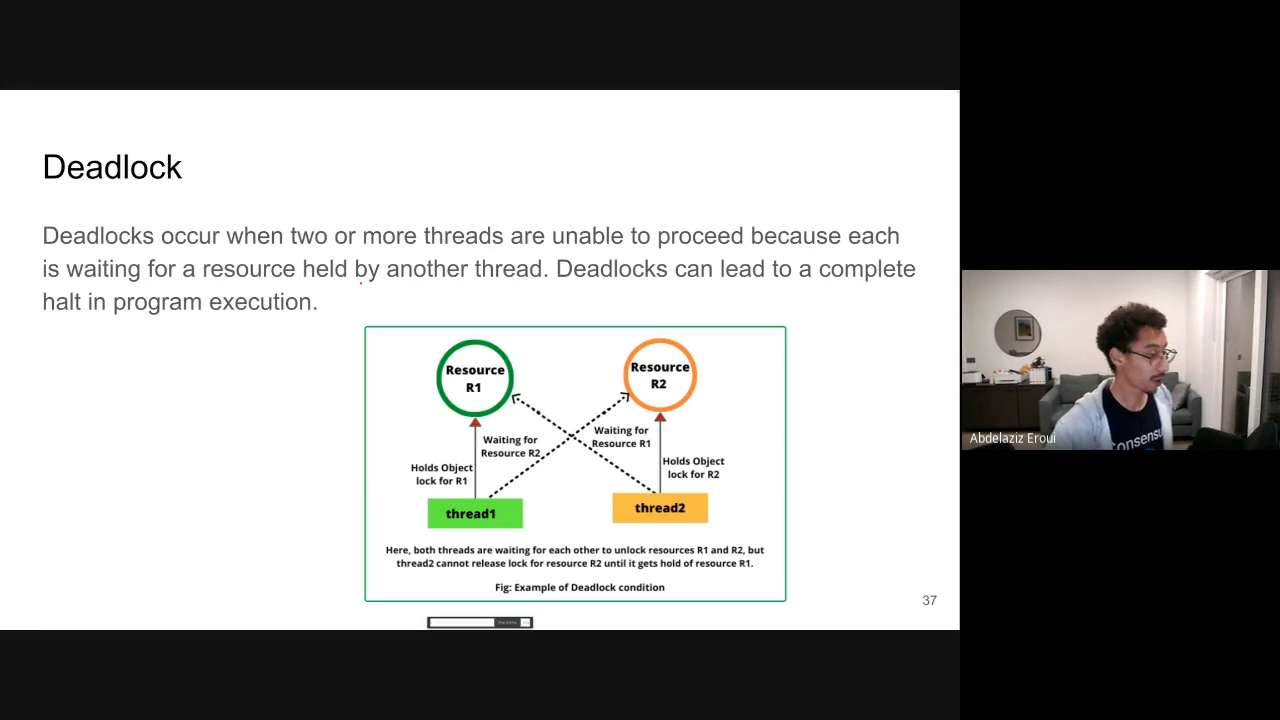 Deadlock
Deadlocks occur when two or more threads are unable to proceed because each
is waiting for a resource held by another thread. Deadlocks can lead to a complete
halt in program execution.
Resource
R1
Resource
R2
Waiting for
Resource R2
Waiting for
Resource R1
Holds Object
lock for R1
Holds Object
lock for R2
thread1
thread2
Here, both threads are waiting for each other to unlock resources R1 and R2, but
thread2 cannot release lock for resource R2 until it gets hold of resource R1.
Fig: Example of Deadlock condition
37
Abdelaziz Eroui
Consensu